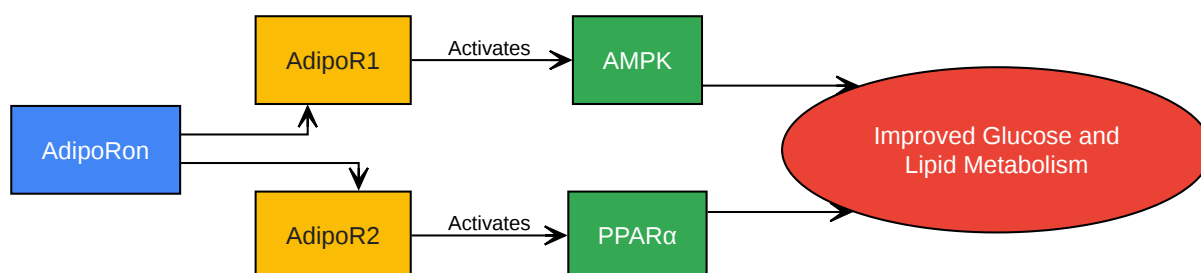 AdipoR1
Activates
AMPK
AdipoRon
Improved Glucose and
Lipid Metabolism
AdipoR2
Activates
PPARα